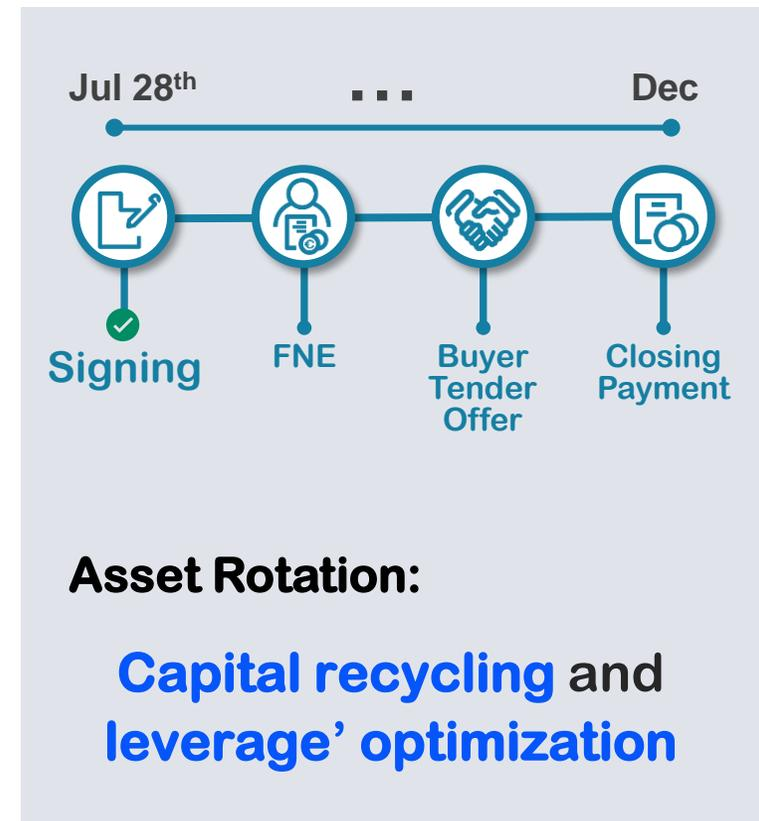 Jul 28th
...
Dec
Signing
FNE
Buyer
Tender
Offer
Closing
Payment
Asset Rotation:
Capital recycling and
leverage’ optimization